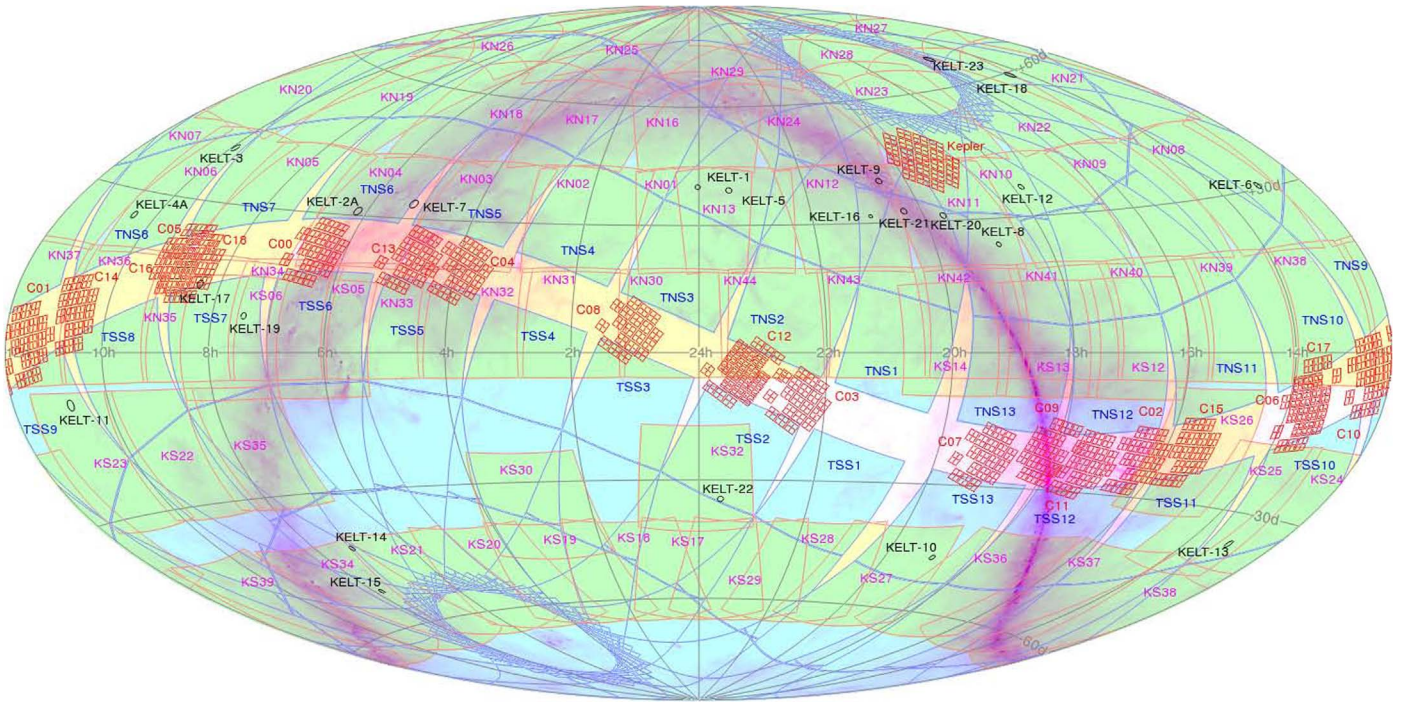 KN27
KN26
KN25
KN28
KELT-23
+60d
KN29
KN21
KN20
KN19
KN23
KELT-18
KN18
KN17
KN16
KN24
KN22
KN07
Kepler
KN08
KELT-3
KN05
KN09
KN06
KN04
KN03
KN02
KN01
KELT-1
KN12
KELT-9
KN10
KELT-6
+30d
TNS6
KELT-5
KELT-12
KELT-4A
TNS7
KELT-2A
KELT-7
TNS5
KN13
KELT-16
KELT-21
KELT-20
KN11
KELT-8
TNS8
C05
C18
C00
C13
TNS4
KN37
KN36
C16
KN34
C04
KN31
KN30
KN44
KN43
KN42
KN41
KN40
KN39
KN38
TNS9
C01
C14
KELT-17
KS06
KS05
KN33
KN32
TNS3
KN35
TSS7
KELT-19
TSS6
TSS5
TSS4
C08
TNS2
TNS10
TSS8
C12
C17
10h
8h
6h
4h
2h
24h
22h
20h
18h
16h
14h
TSS3
TNS1
KS14
KS13
KS12
TNS11
C03
KELT-11
TSS9
TNS13
C09
TNS12
C02
C15
C06
KS26
C10
KS35
TSS2
C07
KS23
KS22
KS30
KS32
TSS1
KS25
TSS10
KS24
KELT-22
TSS13
C11
TSS12
TSS11
-30d
KELT-14
KS21
KS20
KS19
KS18
KS17
KS28
KELT-10
KS36
KELT-13
KS34
KS37
KS39
KELT-15
KS29
KS27
KS38
-60d